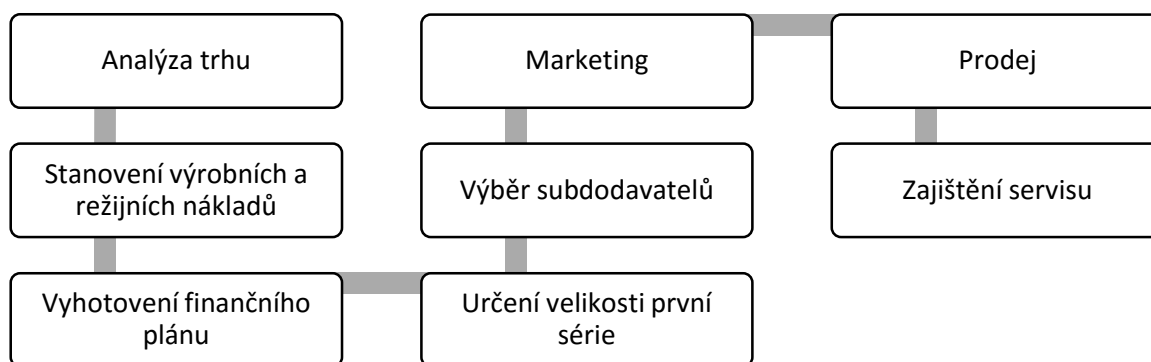 Analýza trhu
Stanovení výrobních a
režijních nákladů
Vyhotovení finančního
plánu
Určení velikosti první
série
Výběr subdodavatelů
Marketing
Prodej
Zajištění servisu